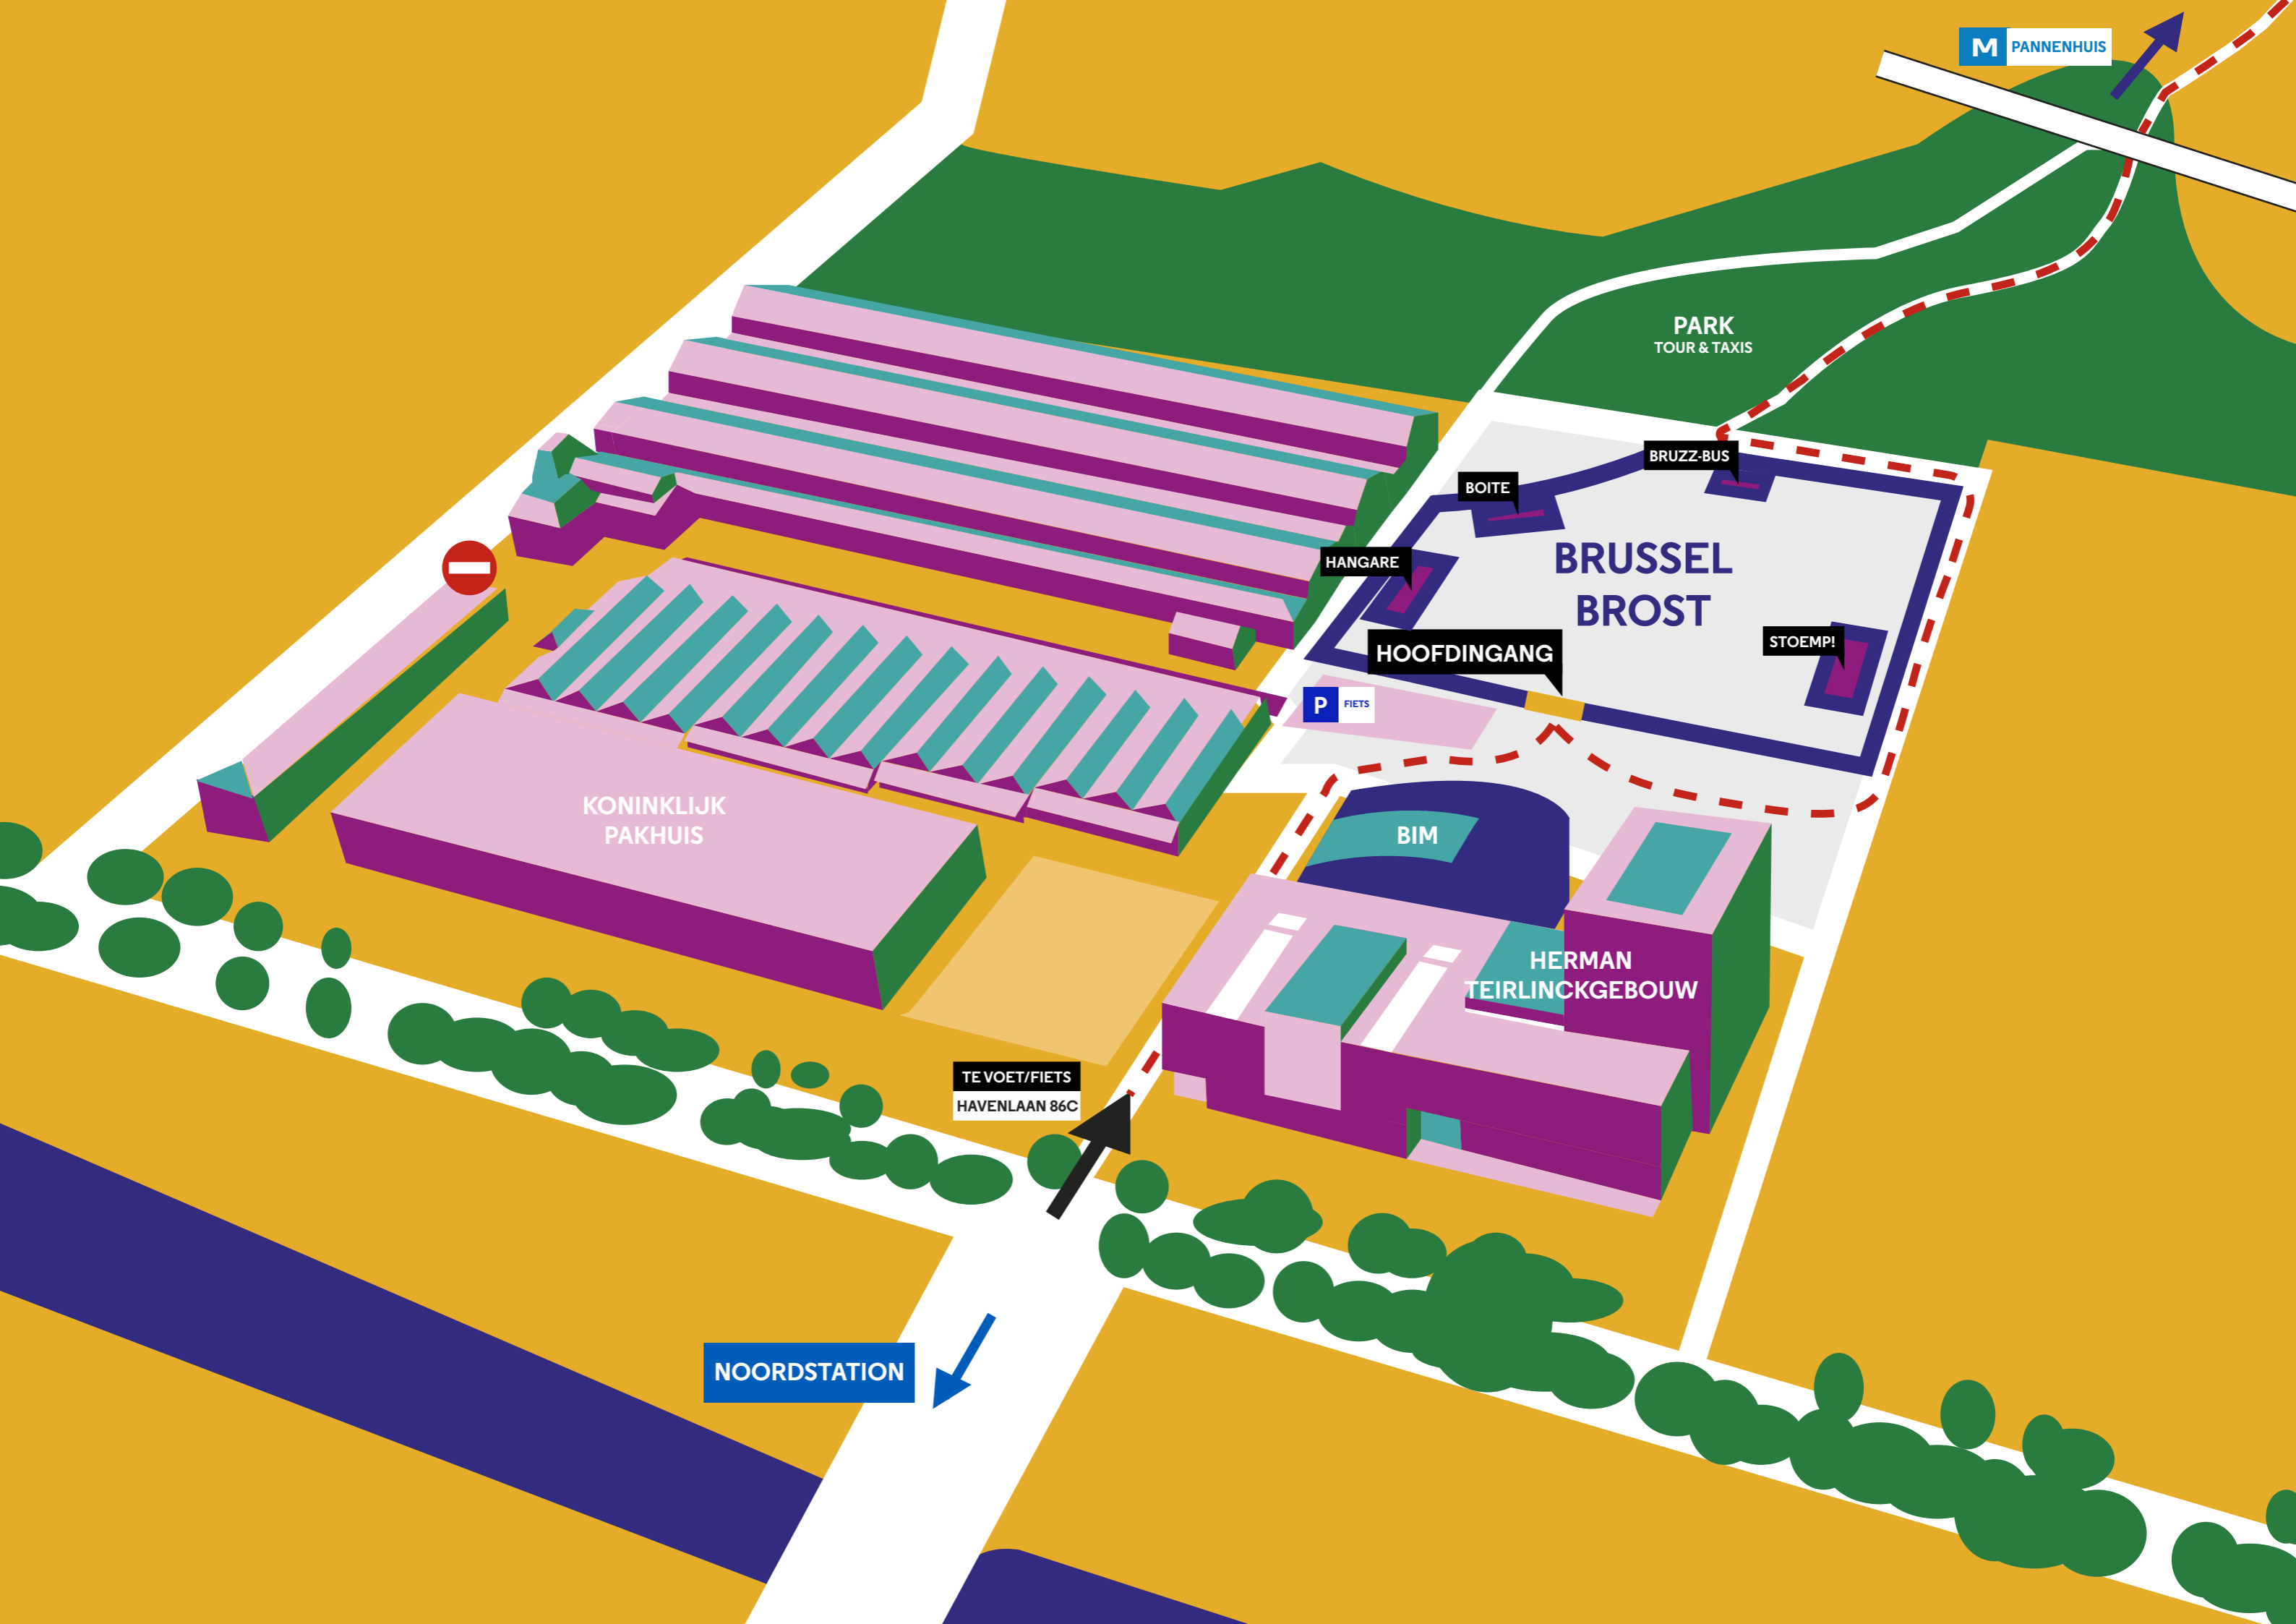 M PANNENHUIS
PARK
TOUR & TAXIS
BRUZZ-BUS
BOITE
BRUSSEL
BROST
HANGARE
HOOFDINGANG
STOEMP!
P FIETS
KONINKLIJK
PAKHUIS
BIM
HERMAN
TEIRLINCKGEBOUW
TE VOET/FIETS
HAVENLAAN 86C
NOORDSTATION